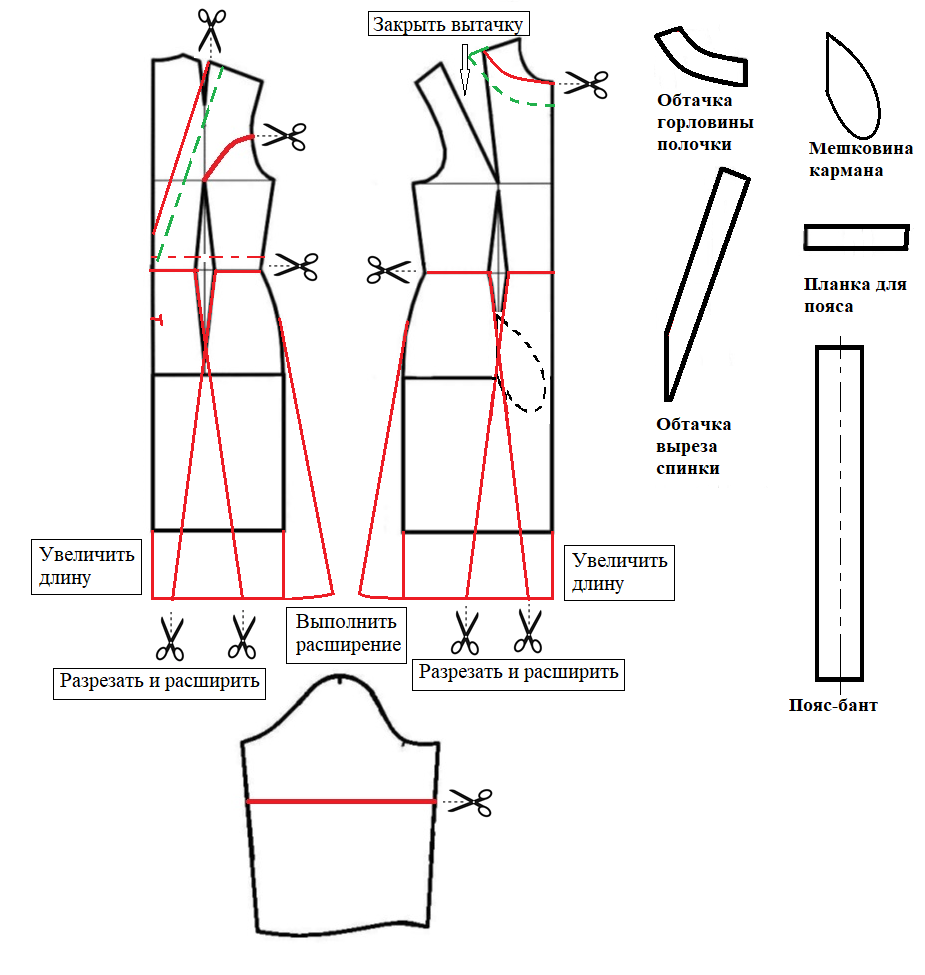 Закрыть вытачку
Обтачка
горловины
полочки
Мешковина
кармана
Планка для
пояса
Обтачка
выреза
спинки
Увеличить
длину
Увеличить
длину
Выполнить
расширение
Разрезать и расширить
Разрезать и расширить
Пояс-бант